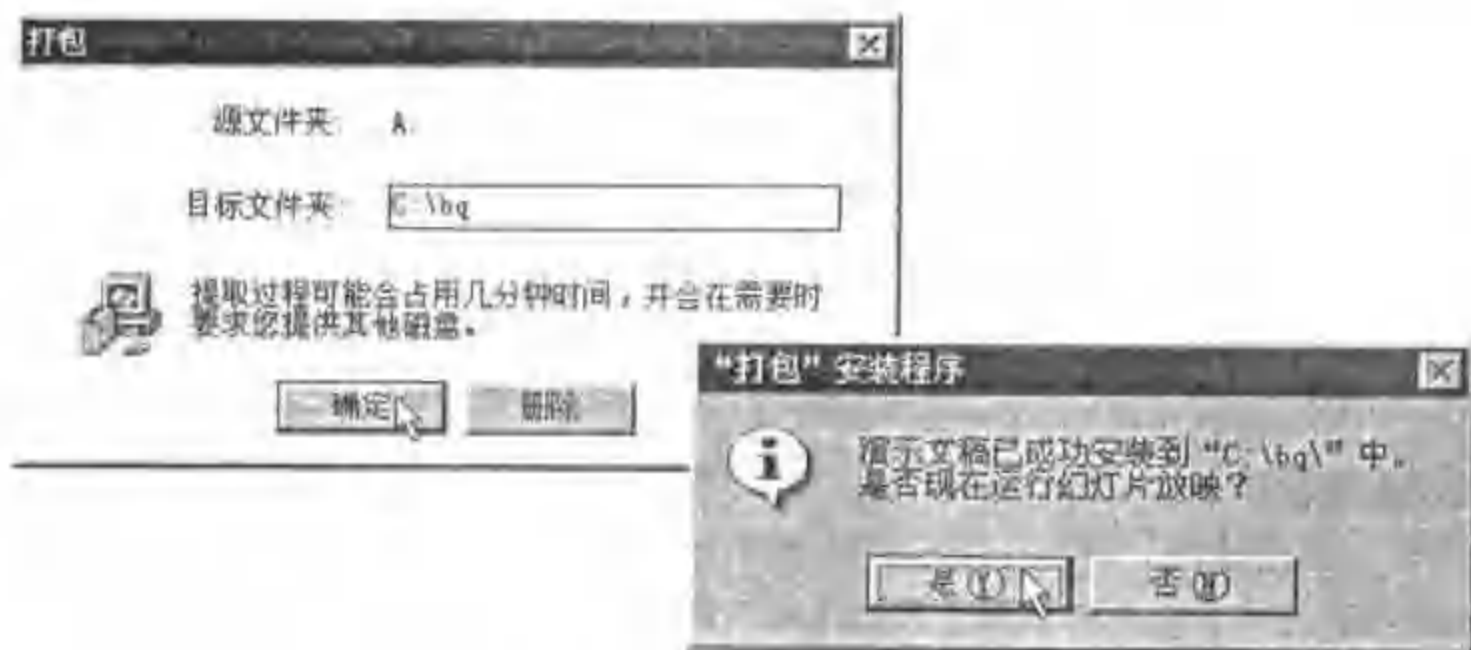 打包
源文件夹: A:
目标文件夹: C:\bq
提取过程可能会占用几分钟时间，并会在需要时
要求您提供其他磁盘。
确定 删除
“打包”安装程序
演示文稿已成功安装到“C:\bq\”中。
是否现在运行幻灯片放映？
是(Y) 否(N)